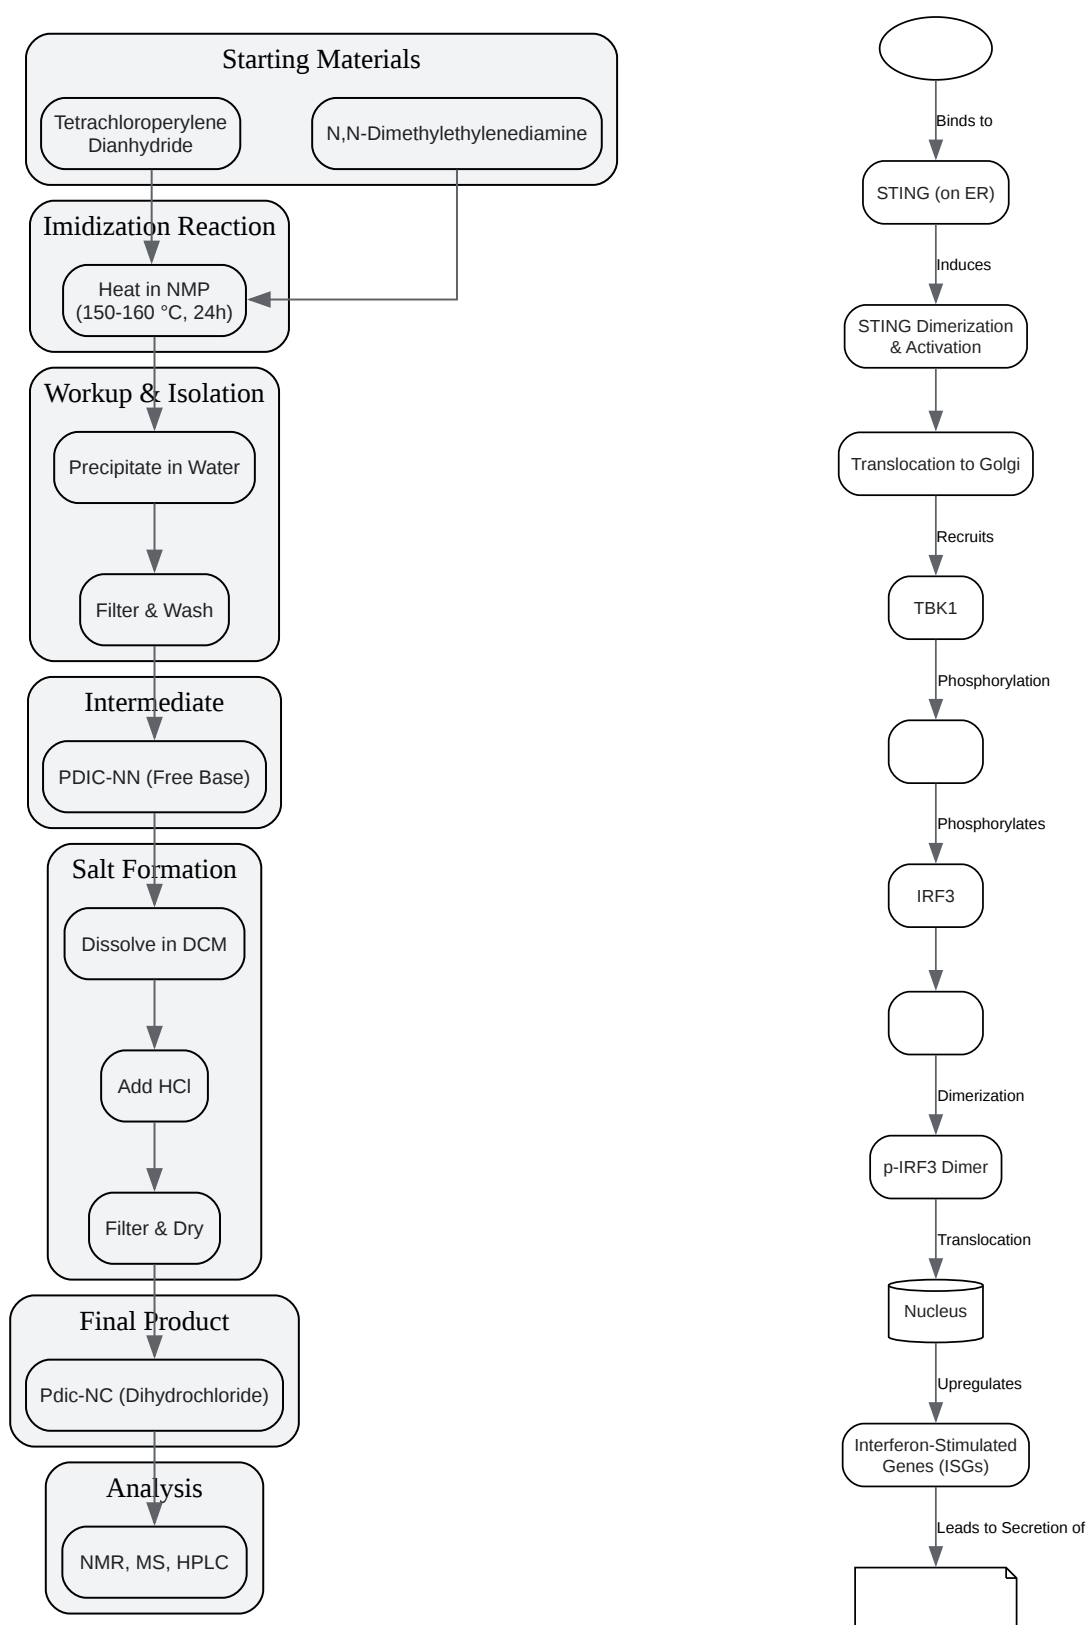 Starting Materials
Tetrachloroperylene
Dianhydride
N,N-Dimethylethylenediamine
Imidization Reaction
Heat in NMP
(150-160 °C, 24h)
Workup & Isolation
Precipitate in Water
Filter & Wash
Intermediate
PDIC-NN (Free Base)
Salt Formation
Dissolve in DCM
Add HCl
Filter & Dry
Final Product
Pdic-NC (Dihydrochloride)
Analysis
NMR, MS, HPLC
Binds to
STING (on ER)
Induces
STING Dimerization
& Activation
Translocation to Golgi
Recruits
TBK1
Phosphorylation
Phosphorylates
IRF3
Dimerization
p-IRF3 Dimer
Translocation
Nucleus
Upregulates
Interferon-Stimulated
Genes (ISGs)
Leads to Secretion of